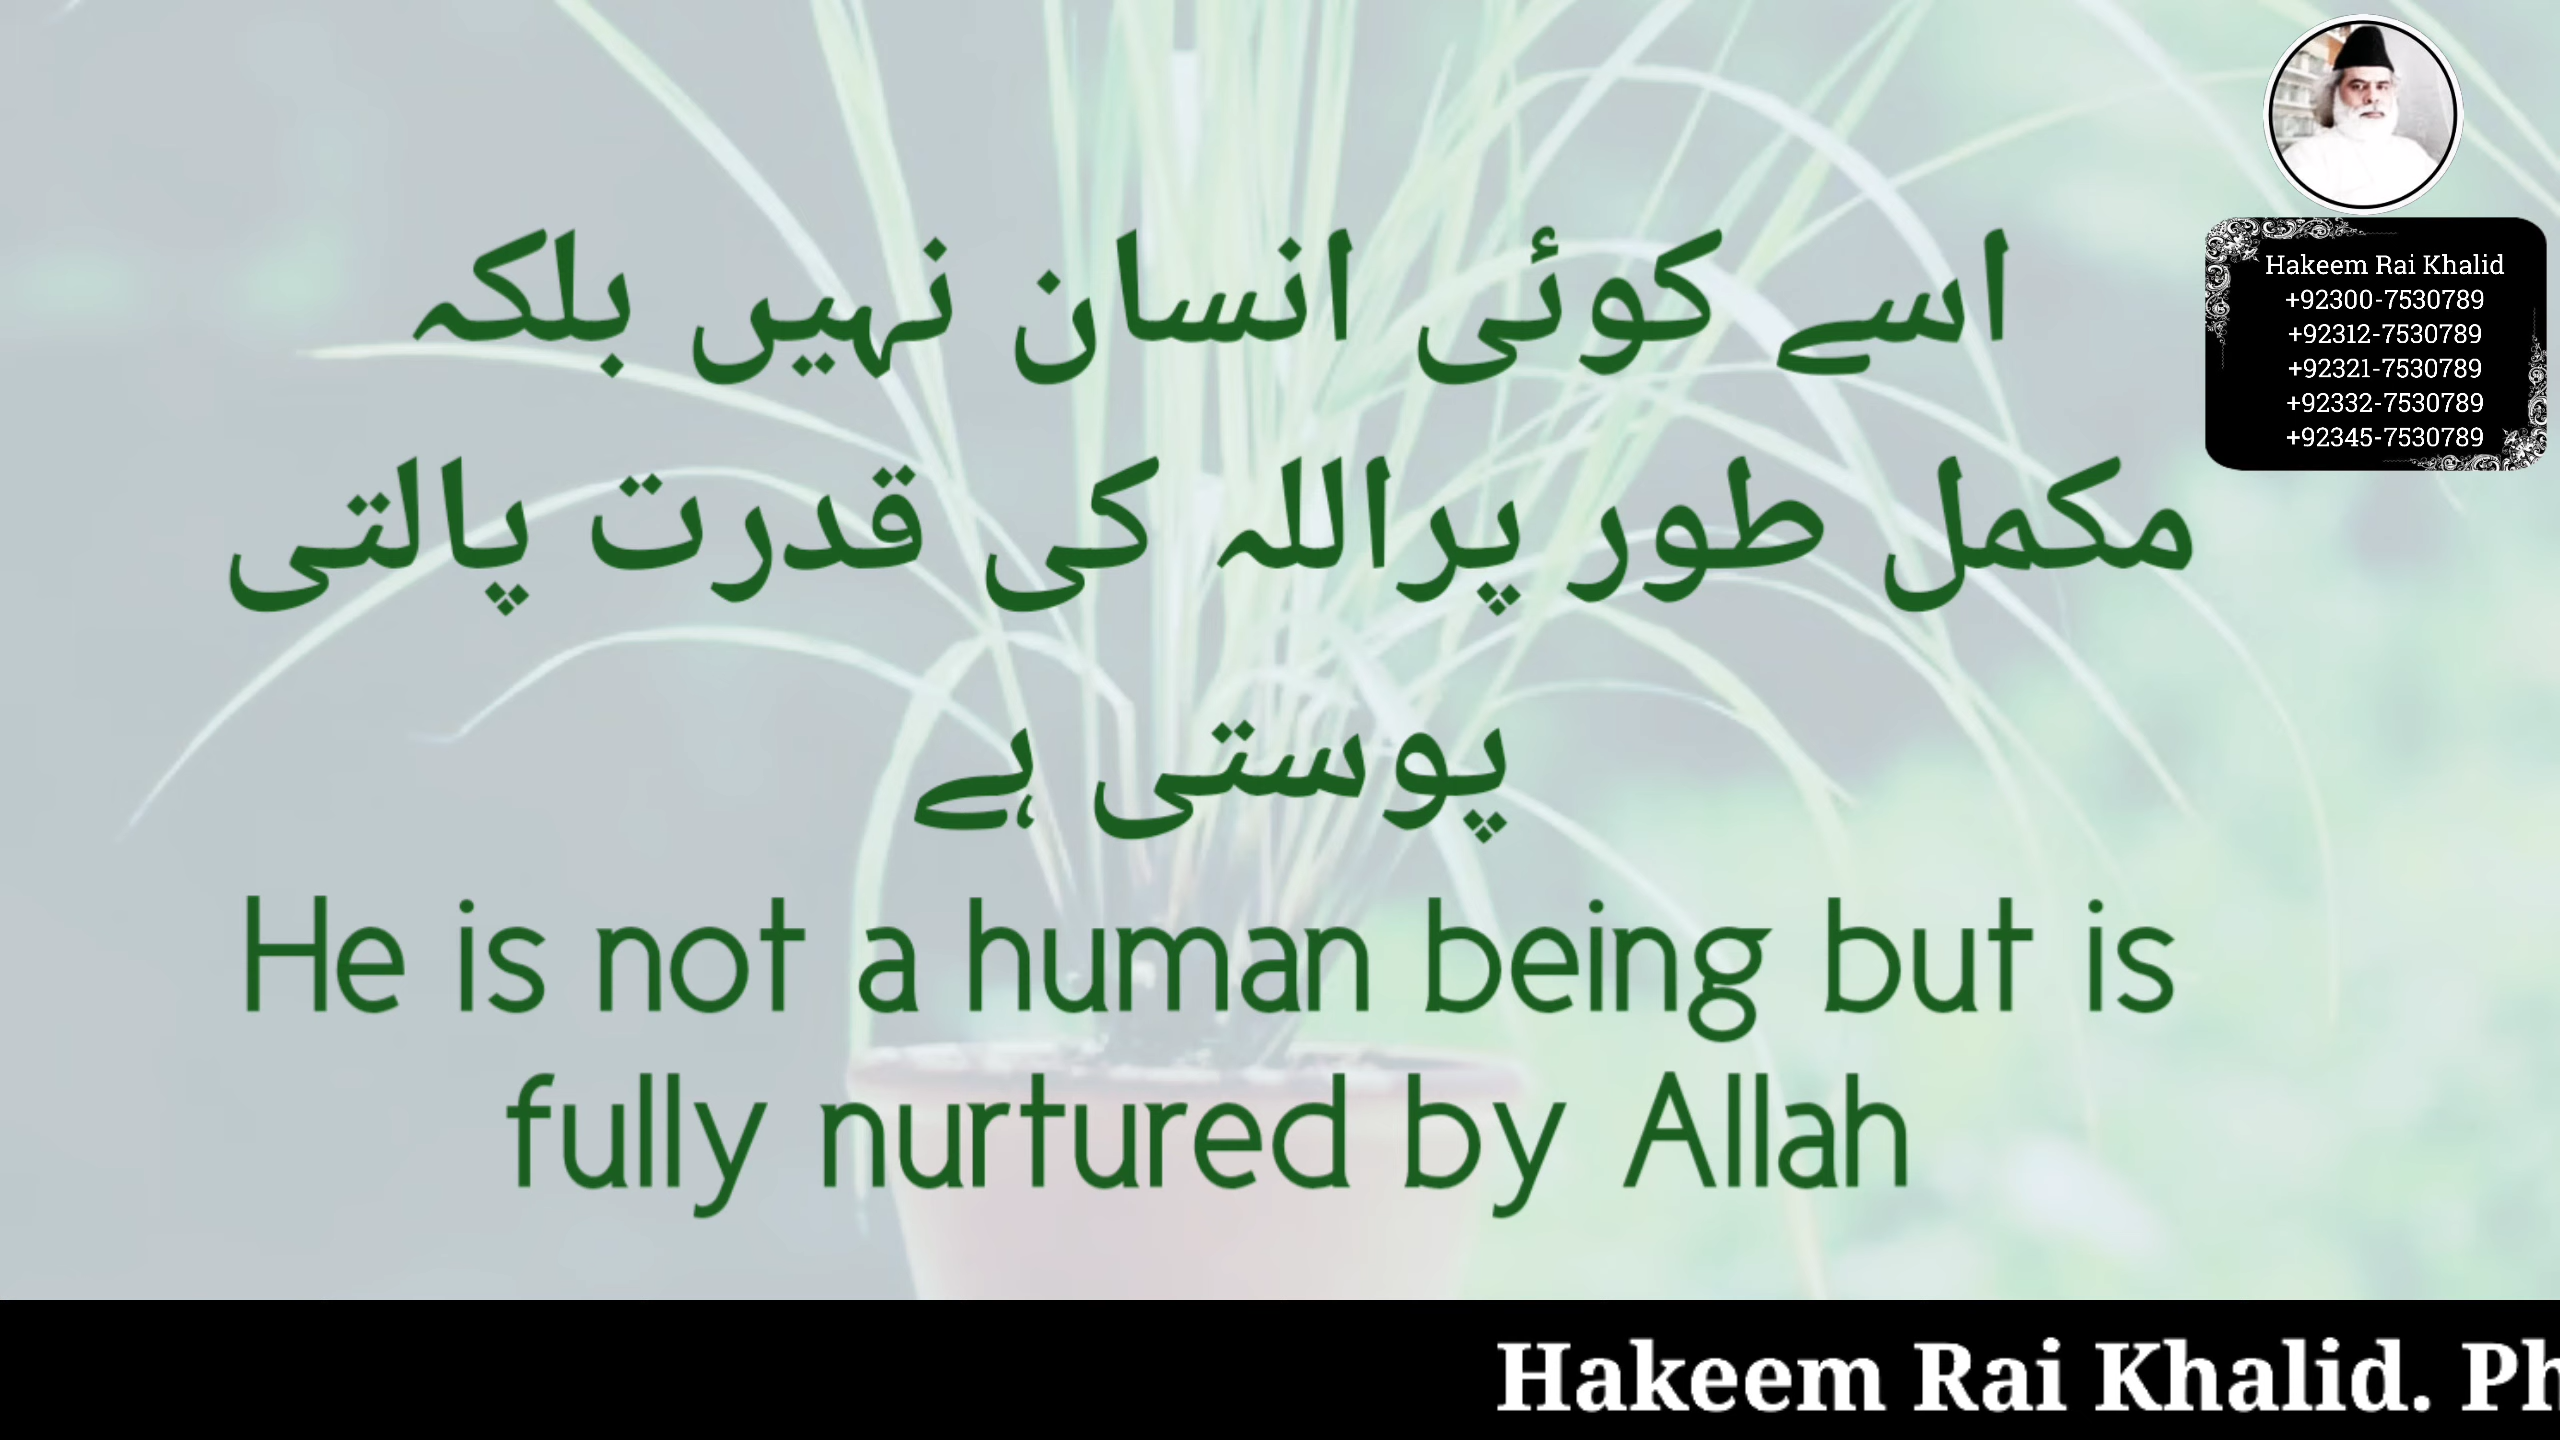 اسے کوئی انسان نہیں بلکہ
مکمل طور پراللہ کی قدرت پالتی
پوستی ہے
He is not a human being but is
fully nurtured by Allah
Hakeem Rai Khalid
+92300-7530789
+92312-7530789
+92321-7530789
+92332-7530789
+92345-7530789
Hakeem Rai Khalid. Ph